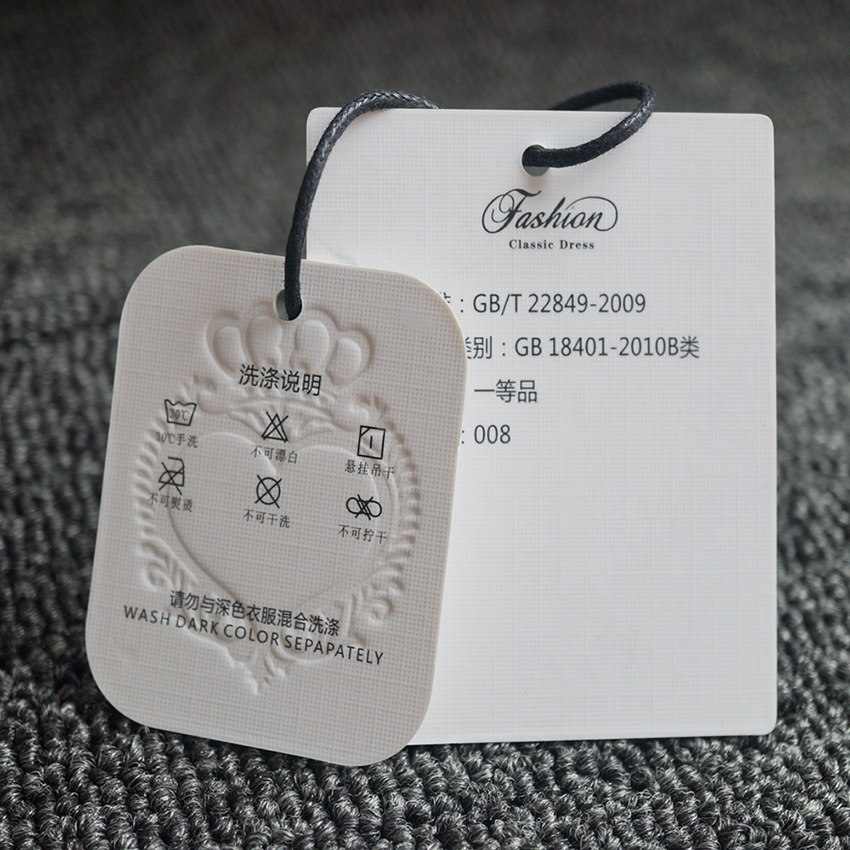 Fashion
Classic Dress
：GB/T 22849-2009
类别：GB 18401-2010B类
一等品
：008
洗涤说明
30℃
30℃手洗
不可漂白
悬挂吊干
不可熨烫
不可干洗
不可拧干
请勿与深色衣服混合洗涤
WASH DARK COLOR SEPAPATELY